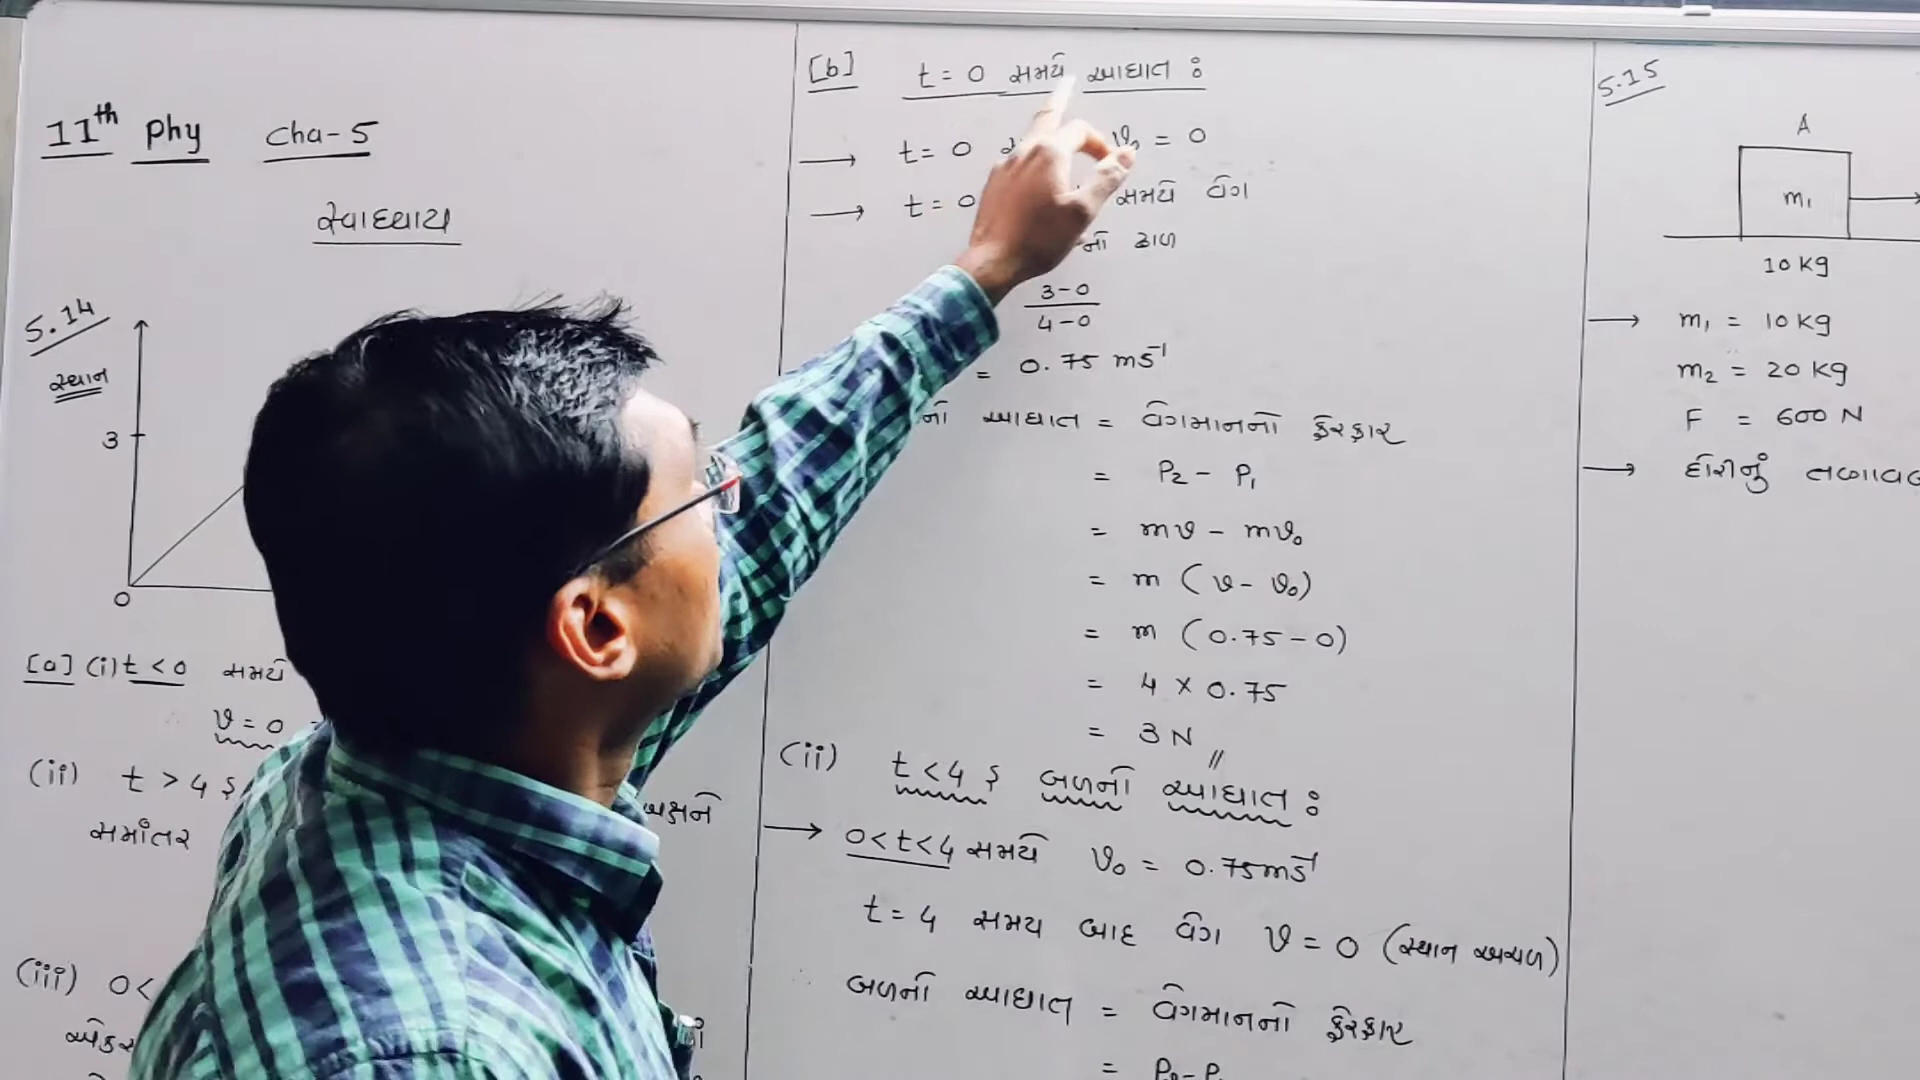 11th Phy Cha-5
સ્વાધ્યાય
5.14
સ્થાન
3
0
[a] (i) t < 0 સમયે
v = 0
(ii) t > 4 s
અક્ષને
સમાંતર
(iii) 0 <
[b] t = 0 સમયે આઘાત :
→ t = 0 v₀ = 0
→ t = 0 સમયે વેગ
નો ઢાળ
3-0
4-0
= 0.75 ms⁻¹
નો આઘાત = વેગમાનનો ફેરફાર
= P₂ - P₁
= mv - mv₀
= m (v - v₀)
= m (0.75 - 0)
= 4 × 0.75
= 3 N
(ii) t < 4 s બળનો આઘાત :
→ 0 < t < 4 સમયે v₀ = 0.75 ms⁻¹
t = 4 સમય બાદ વેગ v = 0 (સ્થાન અચળ)
બળનો આઘાત = વેગમાનનો ફેરફાર
= P₂ - P₁
5.15
A
m₁
10 kg
→ m₁ = 10 kg
m₂ = 20 kg
F = 600 N
→ દોરીનું